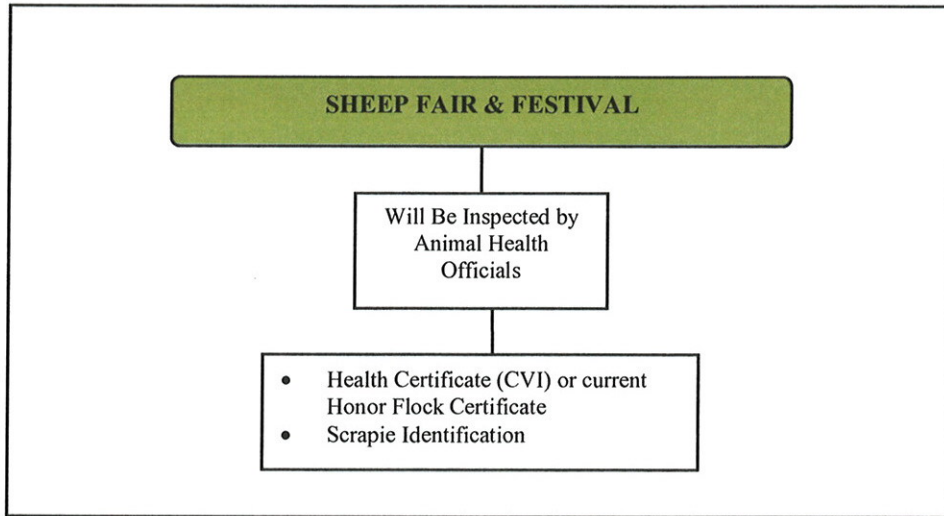 SHEEP FAIR & FESTIVAL
Will Be Inspected by
Animal Health
Officials
• Health Certificate (CVI) or current
Honor Flock Certificate
• Scrapie Identification